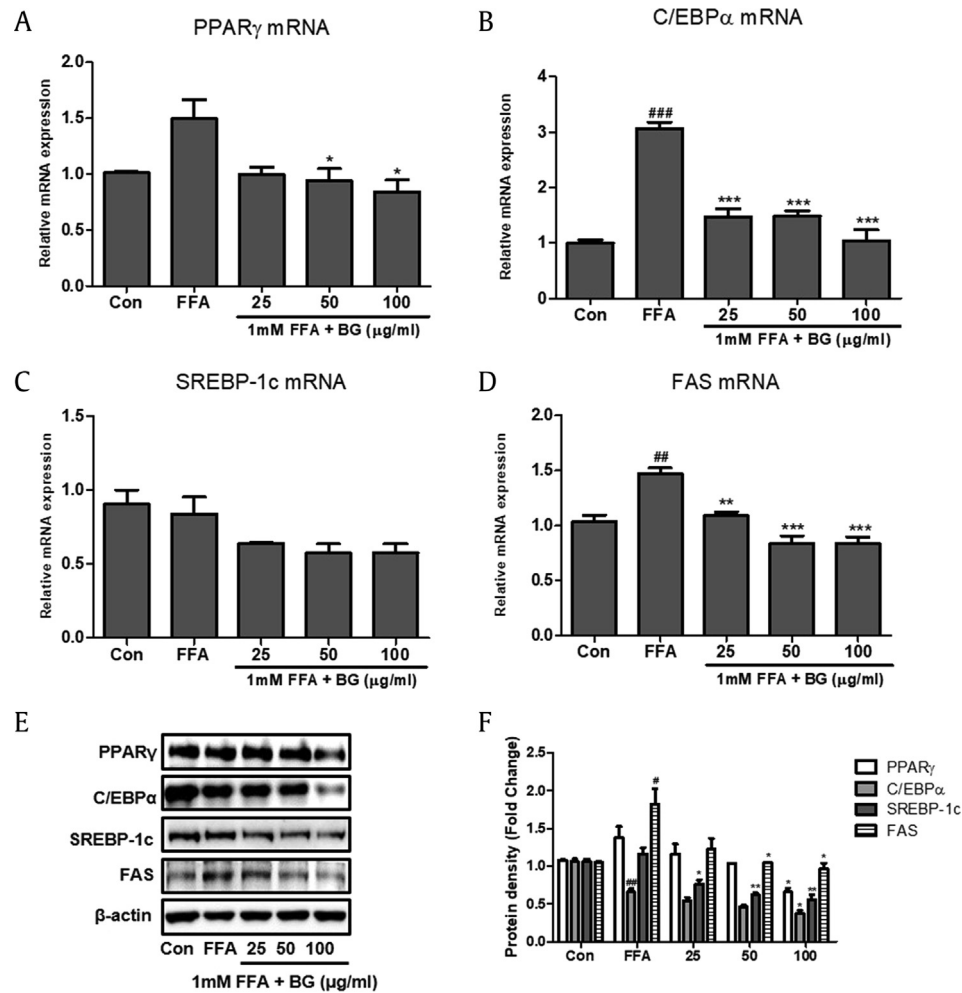 A
PPARγ mRNA
Relative mRNA expression
2.0
1.5
1.0
0.5
0.0
* *
Con FFA 25 50 100
1mM FFA + BG (μg/ml)
B
C/EBPα mRNA
Relative mRNA expression
4
3
2
1
0
### *** *** ***
Con FFA 25 50 100
1mM FFA + BG (μg/ml)
C
SREBP-1c mRNA
Relative mRNA expression
1.5
1.0
0.5
0.0
Con FFA 25 50 100
1mM FFA + BG (μg/ml)
D
FAS mRNA
Relative mRNA expression
2.0
1.5
1.0
0.5
0.0
## ** *** ***
Con FFA 25 50 100
1mM FFA + BG (μg/ml)
E
PPARγ
C/EBPα
SREBP-1c
FAS
β-actin
Con FFA 25 50 100
1mM FFA + BG (μg/ml)
F
Protein density (Fold Change)
2.5
2.0
1.5
1.0
0.5
0.0
## # * ** * * * ** *
Con FFA 25 50 100
PPARγ
C/EBPα
SREBP-1c
FAS